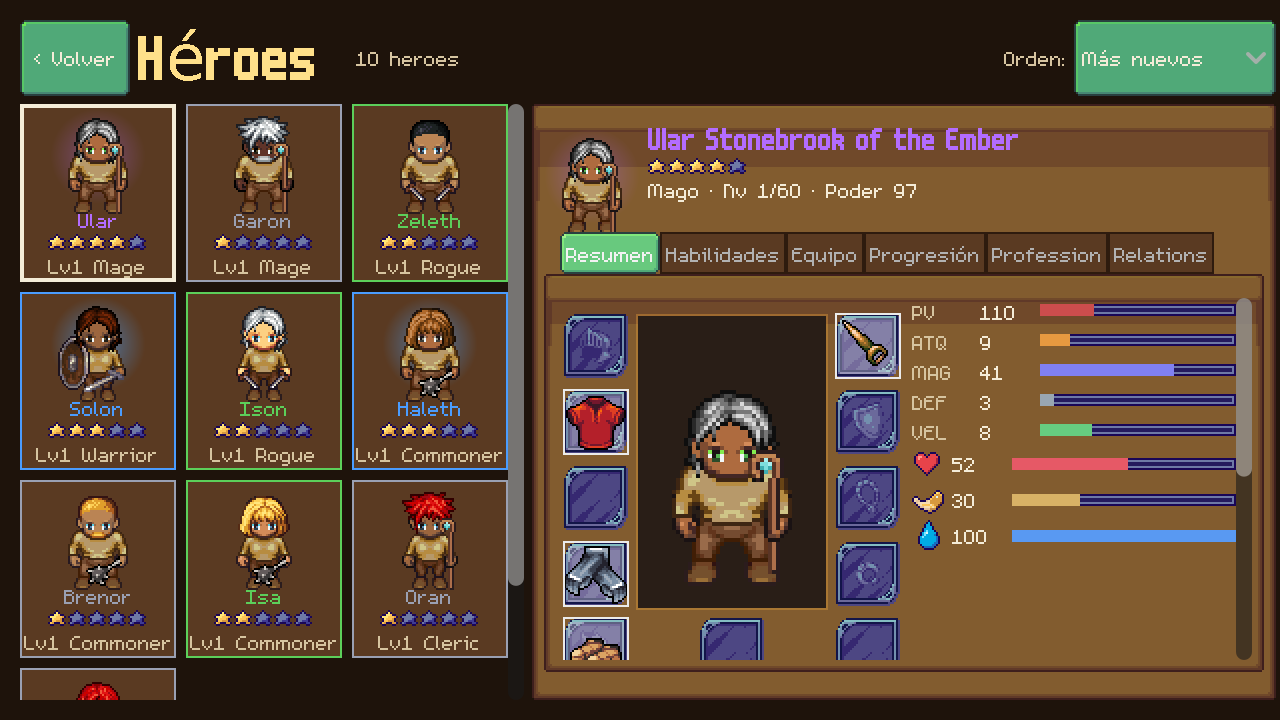 < Volver
Héroes
10 heroes
Orden:
Más nuevos
Ular
Lv1 Mage
Garon
Lv1 Mage
Zeleth
Lv1 Rogue
Solon
Lv1 Warrior
Ison
Lv1 Rogue
Haleth
Lv1 Commoner
Brenor
Lv1 Commoner
Isa
Lv1 Commoner
Oran
Lv1 Cleric
Ular Stonebrook of the Ember
Mago · Nv 1/60 · Poder 97
Resumen
Habilidades
Equipo
Progresión
Profession
Relations
PV 110
ATQ 9
MAG 41
DEF 3
VEL 8
52
30
100